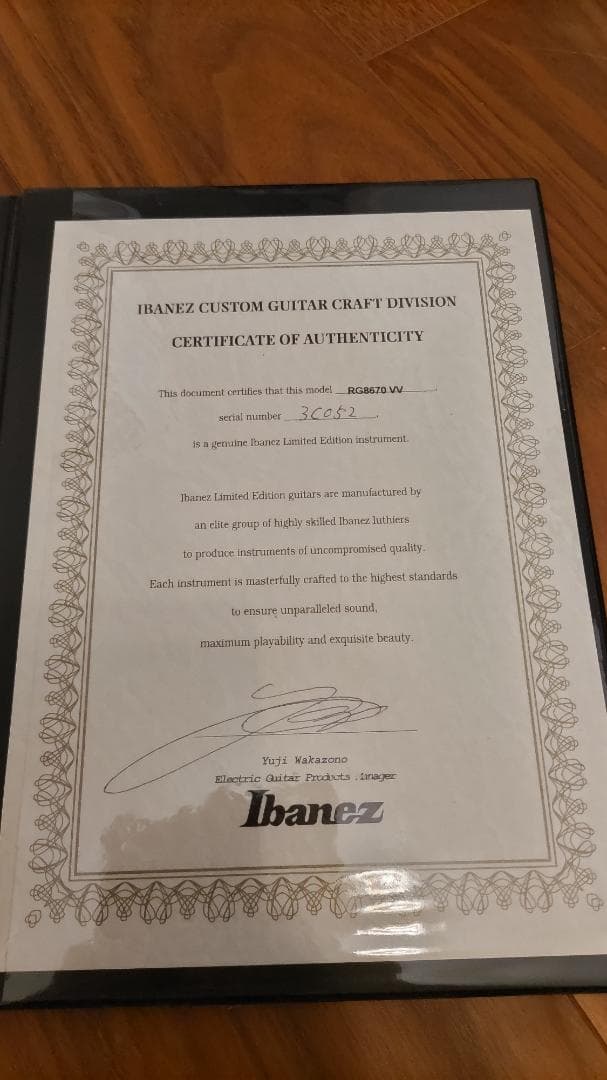 IBANEZ CUSTOM GUITAR CRAFT DIVISION
CERTIFICATE OF AUTHENTICITY
This document certifies that this model RG8670 VV
serial number 3C052.
is a genuine Ibanez Limited Edition instrument.
Ibanez Limited Edition guitars are manufactured by
an elite group of highly skilled Ibanez luthiers
to produce instruments of uncompromised quality.
Each instrument is masterfully crafted to the highest standards
to ensure unparalleled sound,
maximum playability and exquisite beauty.
Yuji Wakazono
Electric Guitar Products
Ibanez